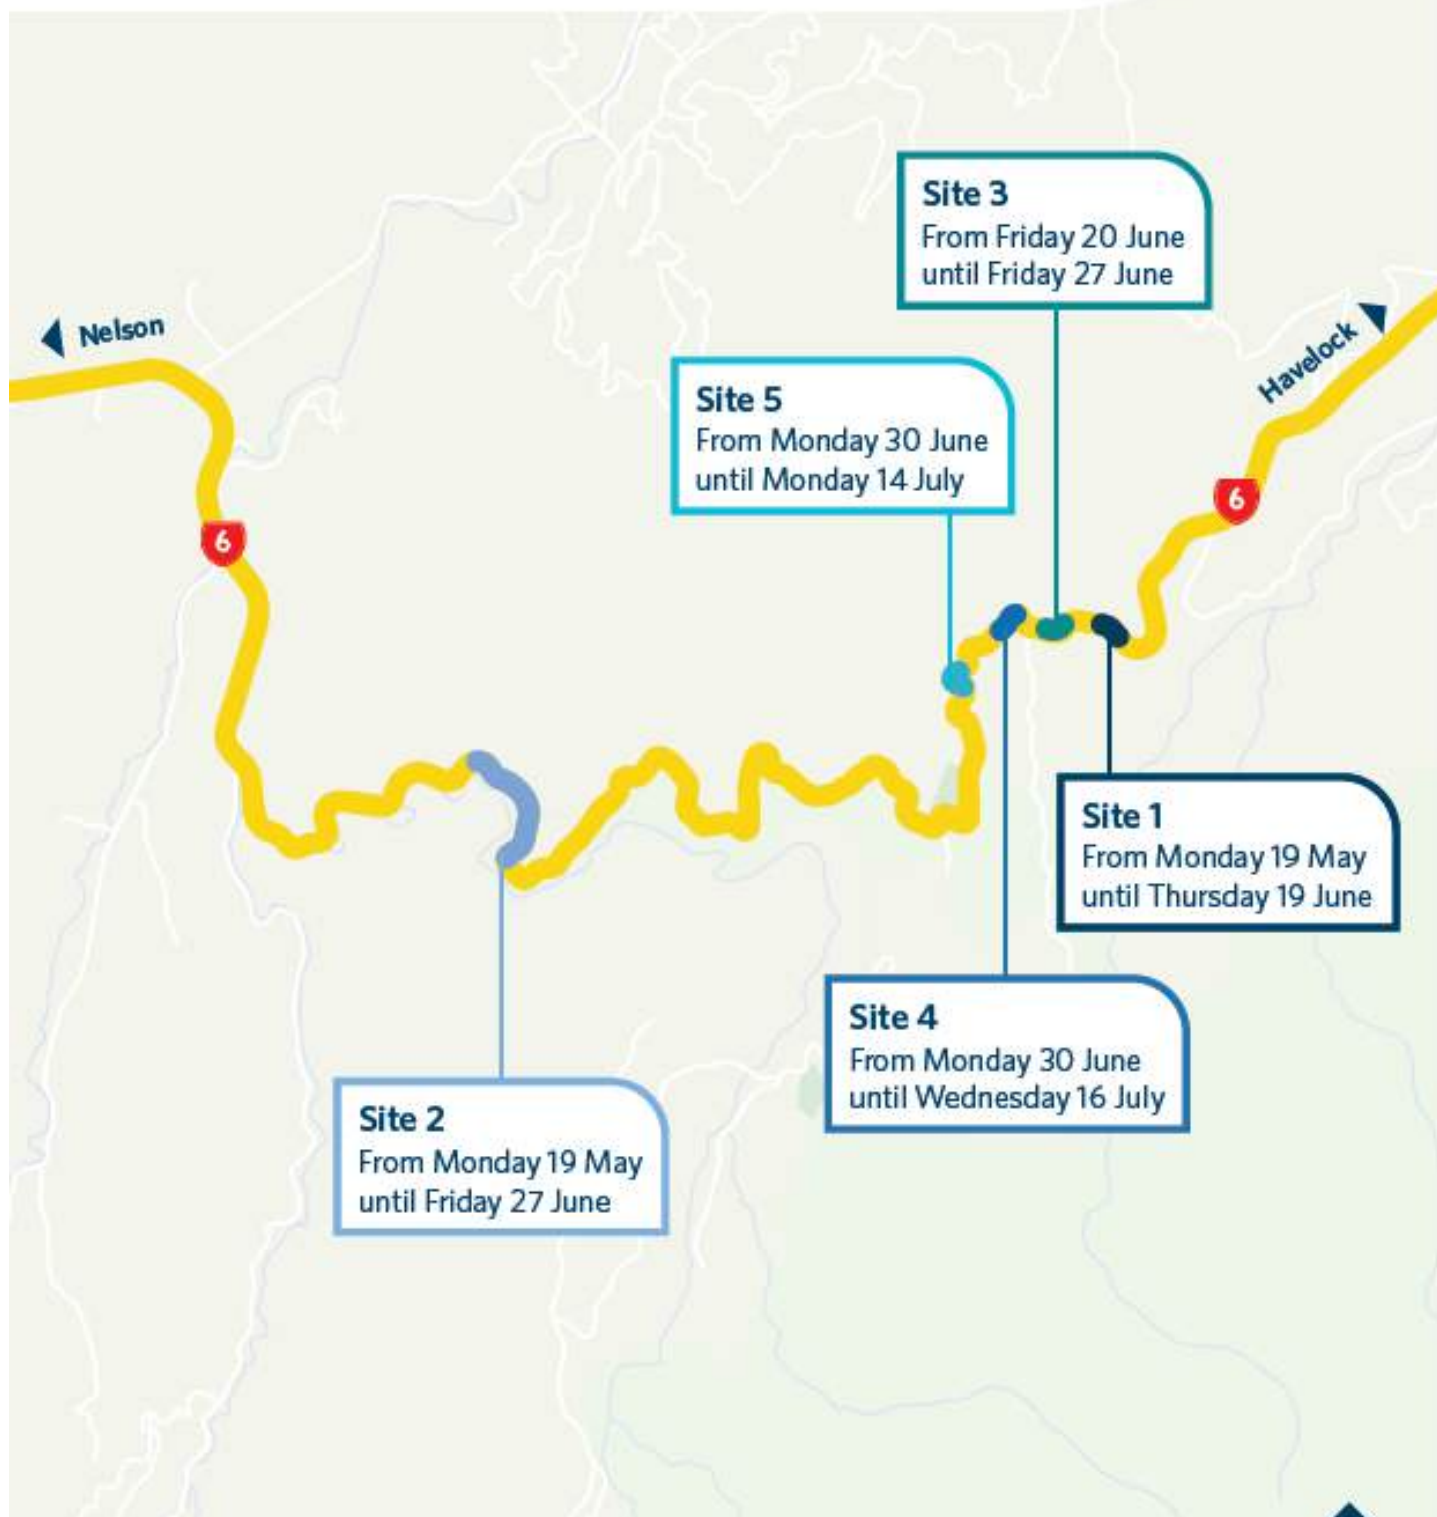 Site 3
From Friday 20 June
until Friday 27 June
Nelson
Havelock
Site 5
From Monday 30 June
until Monday 14 July
6
6
Site 1
From Monday 19 May
until Thursday 19 June
Site 4
From Monday 30 June
until Wednesday 16 July
Site 2
From Monday 19 May
until Friday 27 June